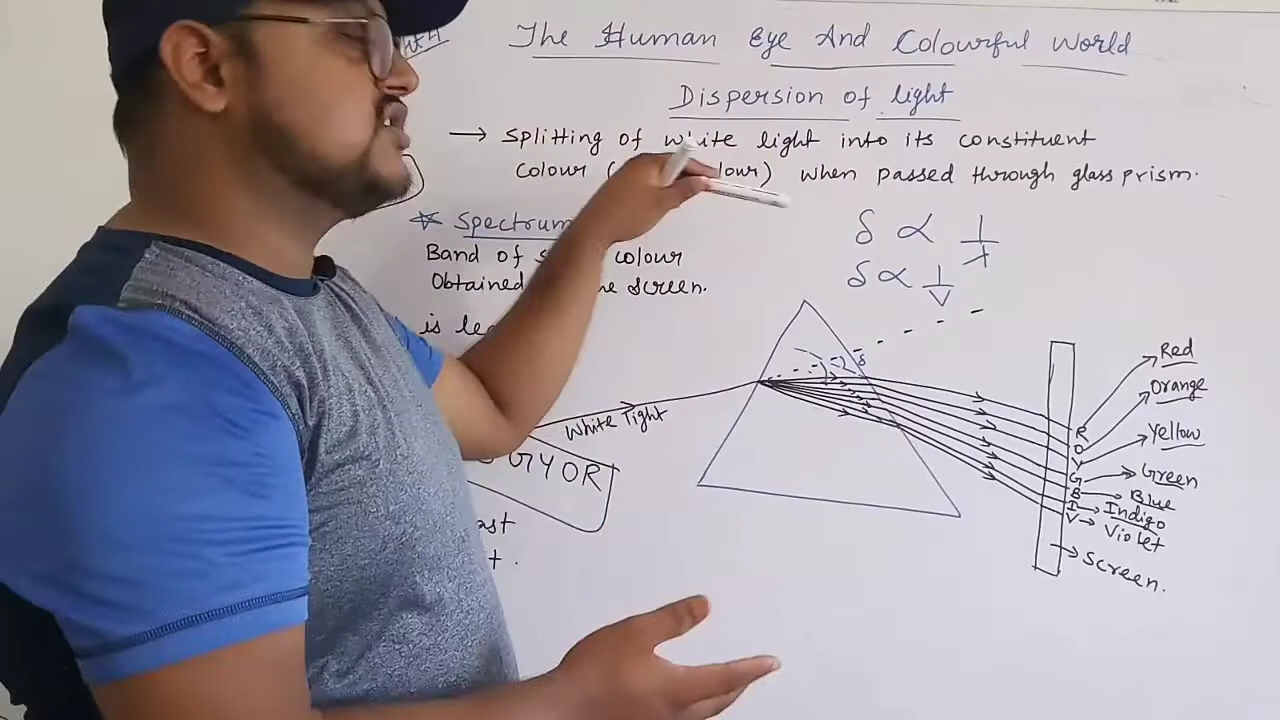 The Human Eye And Colourful World
Dispersion of light
→ Splitting of white light into its constituent
colour ( lour) when passed through glass prism.
☆ Spectrum
Band of s colour
Obtained e screen.
is lea
δ ∝ 1/λ
δ ∝ 1/V
δ
White light
GYOR
ast
t.
R → Red
O → Orange
Y → Yellow
G → Green
B → Blue
I → Indigo
V → Violet
→ Screen.